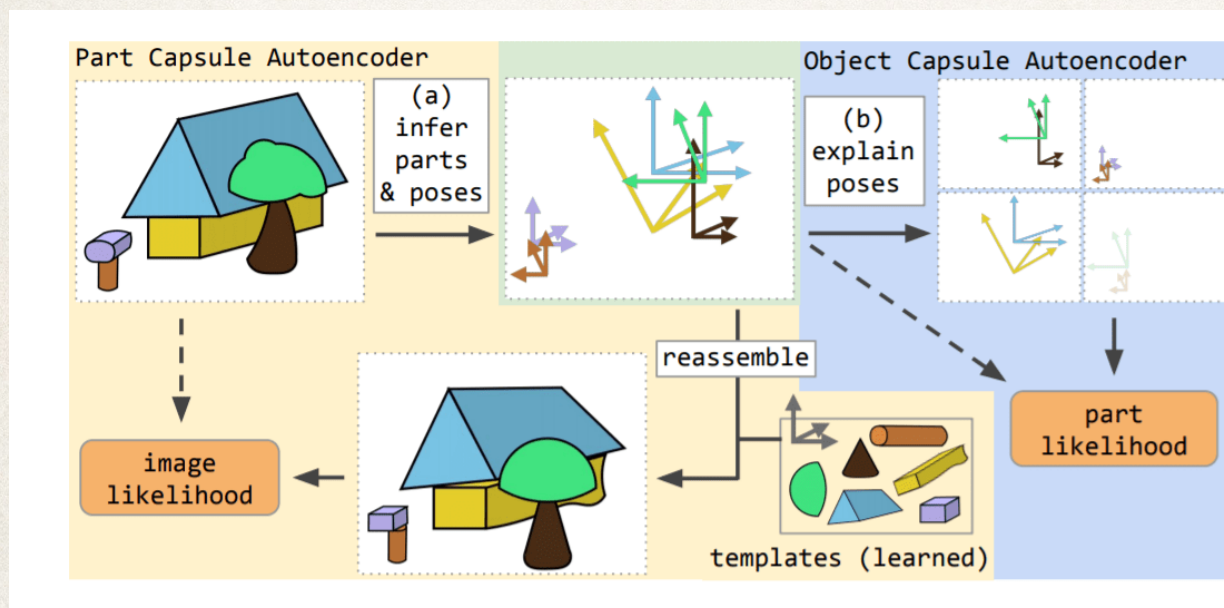 Part Capsule Autoencoder
Object Capsule Autoencoder
(a)
infer
parts
& poses
(b)
explain
poses
reassemble
image
likelihood
part
likelihood
templates (learned)